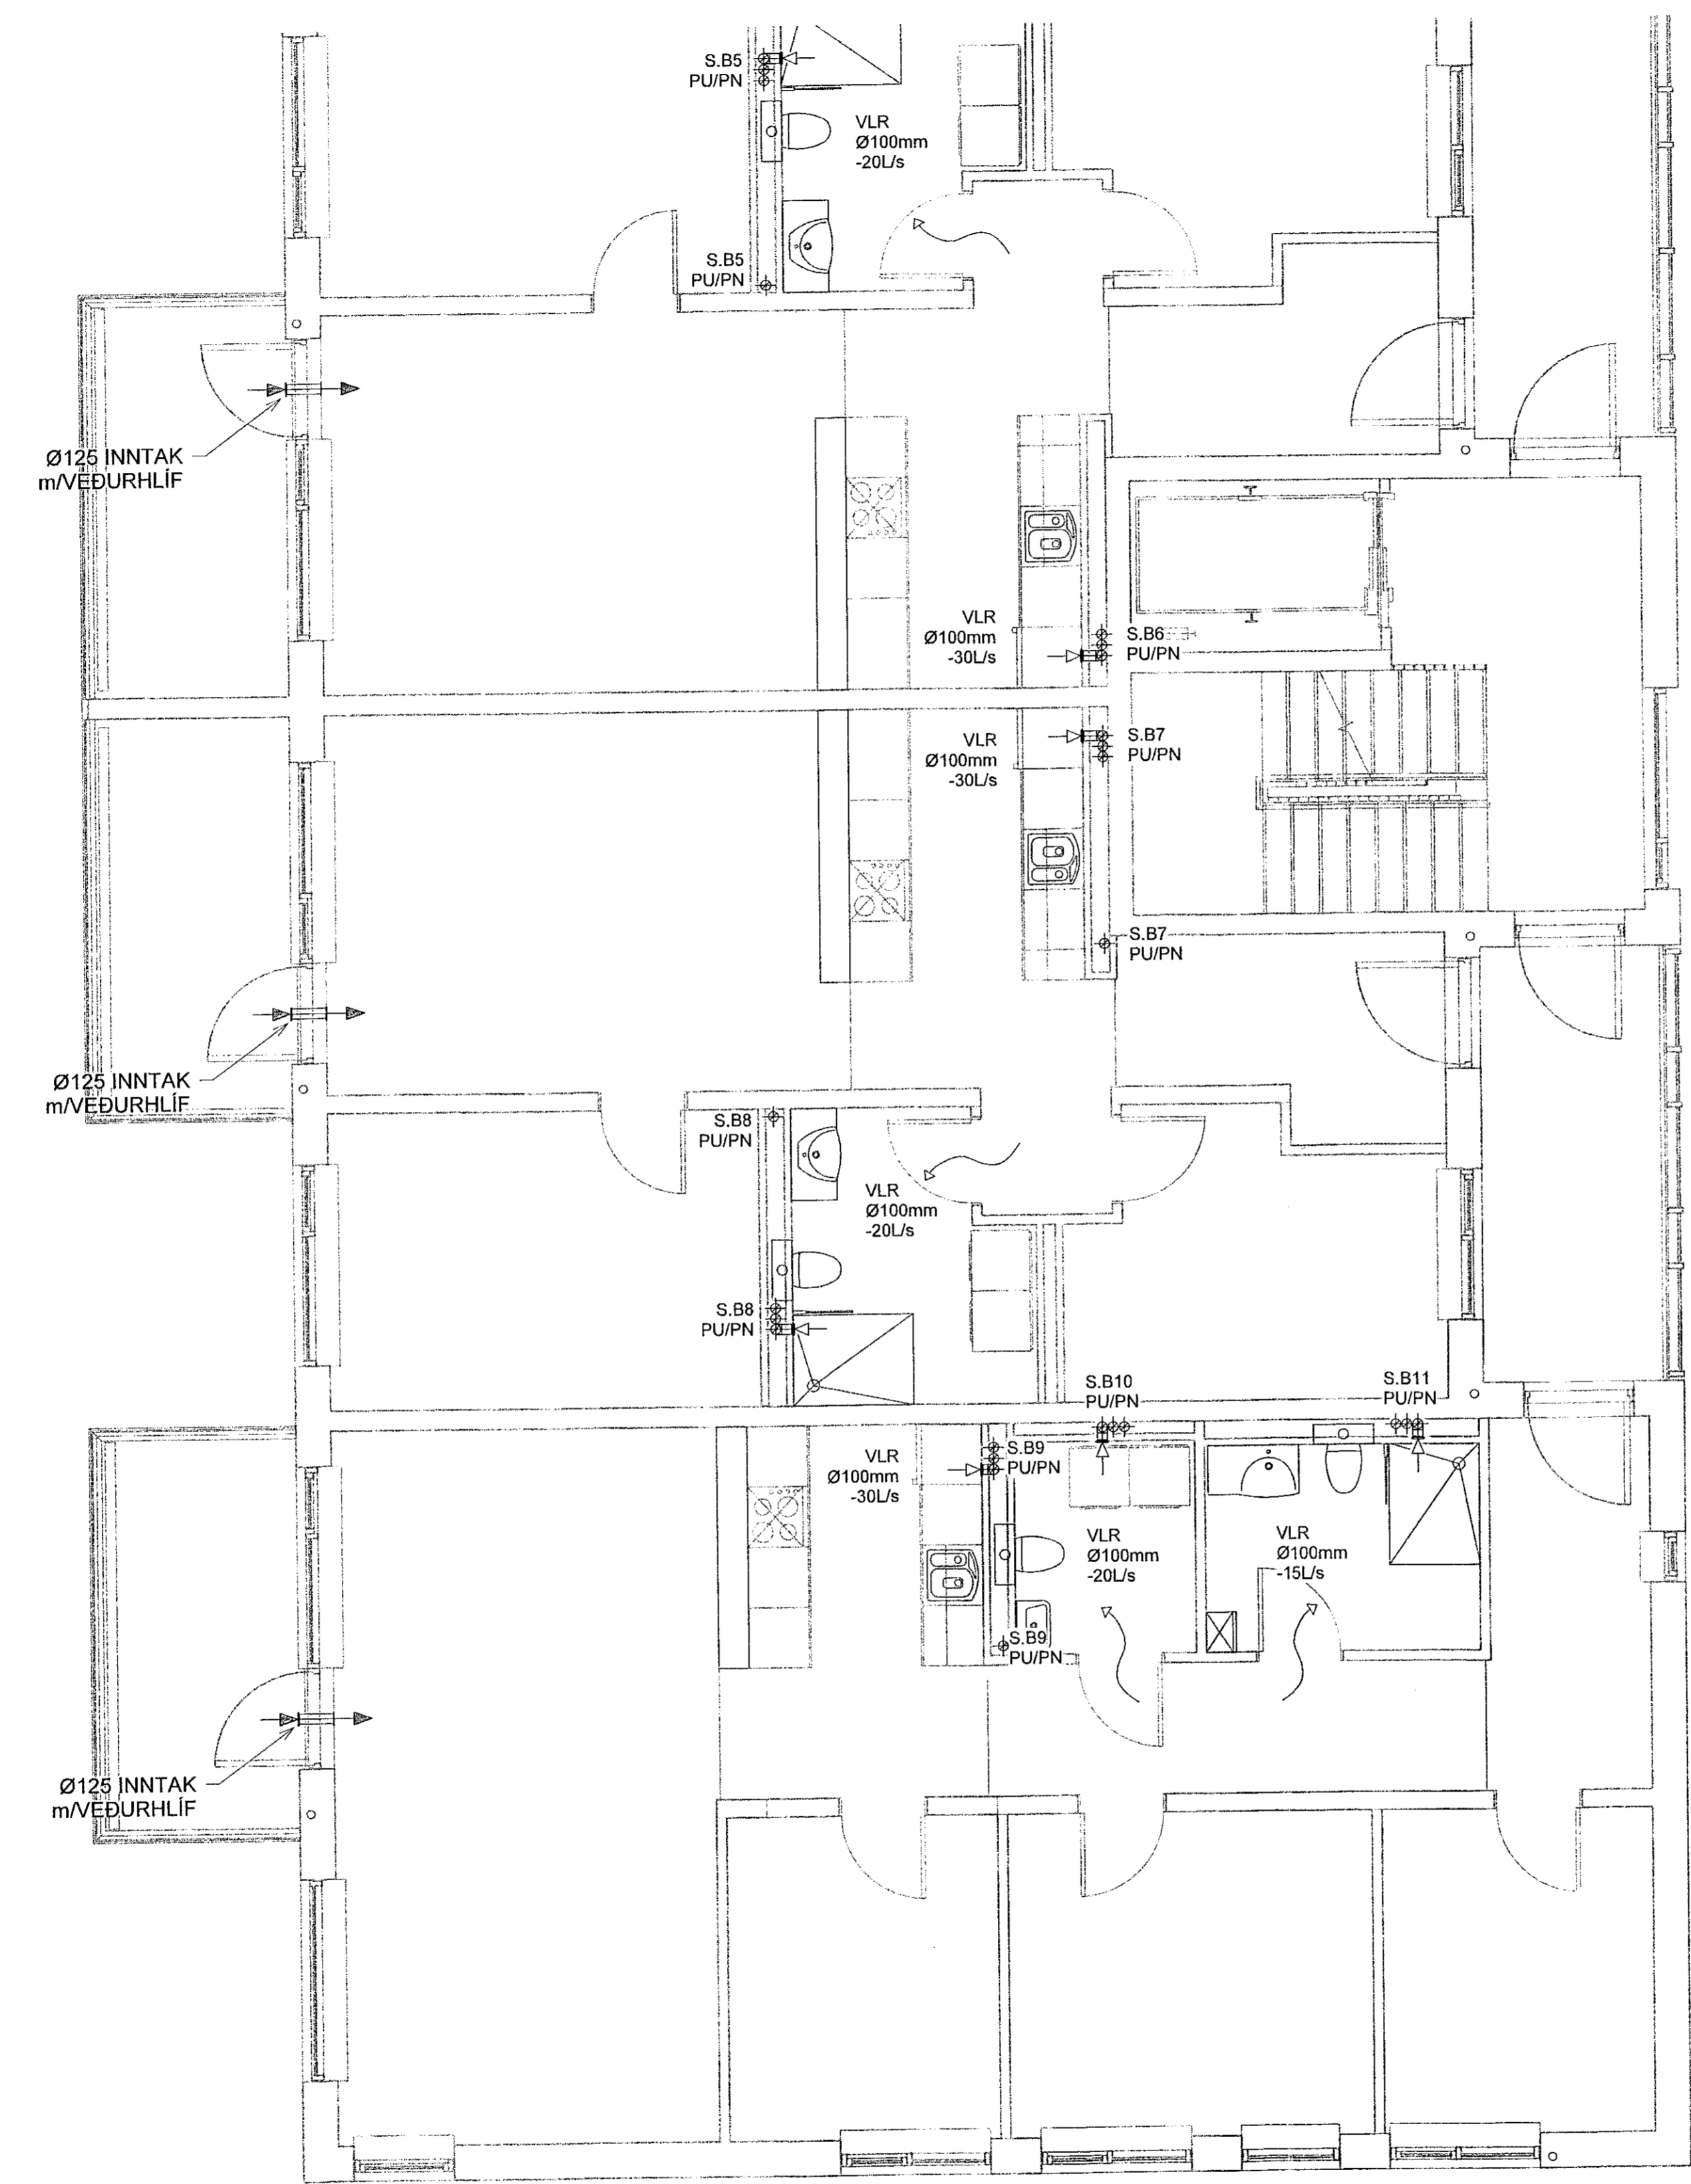 S.B5
PU/PN
VLR
Ø100mm
-20L/s
S.B5
PU/PN
Ø125 INNTAK
m/VEÐURHLÍF
VLR
Ø100mm
-30L/s
S.B6
PU/PN
VLR
Ø100mm
-30L/s
S.B7
PU/PN
S.B7
PU/PN
Ø125 INNTAK
m/VEÐURHLÍF
S.B8
PU/PN
VLR
Ø100mm
-20L/s
S.B8
PU/PN
S.B10
PU/PN
S.B11
PU/PN
VLR
Ø100mm
-30L/s
S.B9
PU/PN
VLR
Ø100mm
-20L/s
VLR
Ø100mm
-15L/s
S.B9
PU/PN
Ø125 INNTAK
m/VEÐURHLÍF